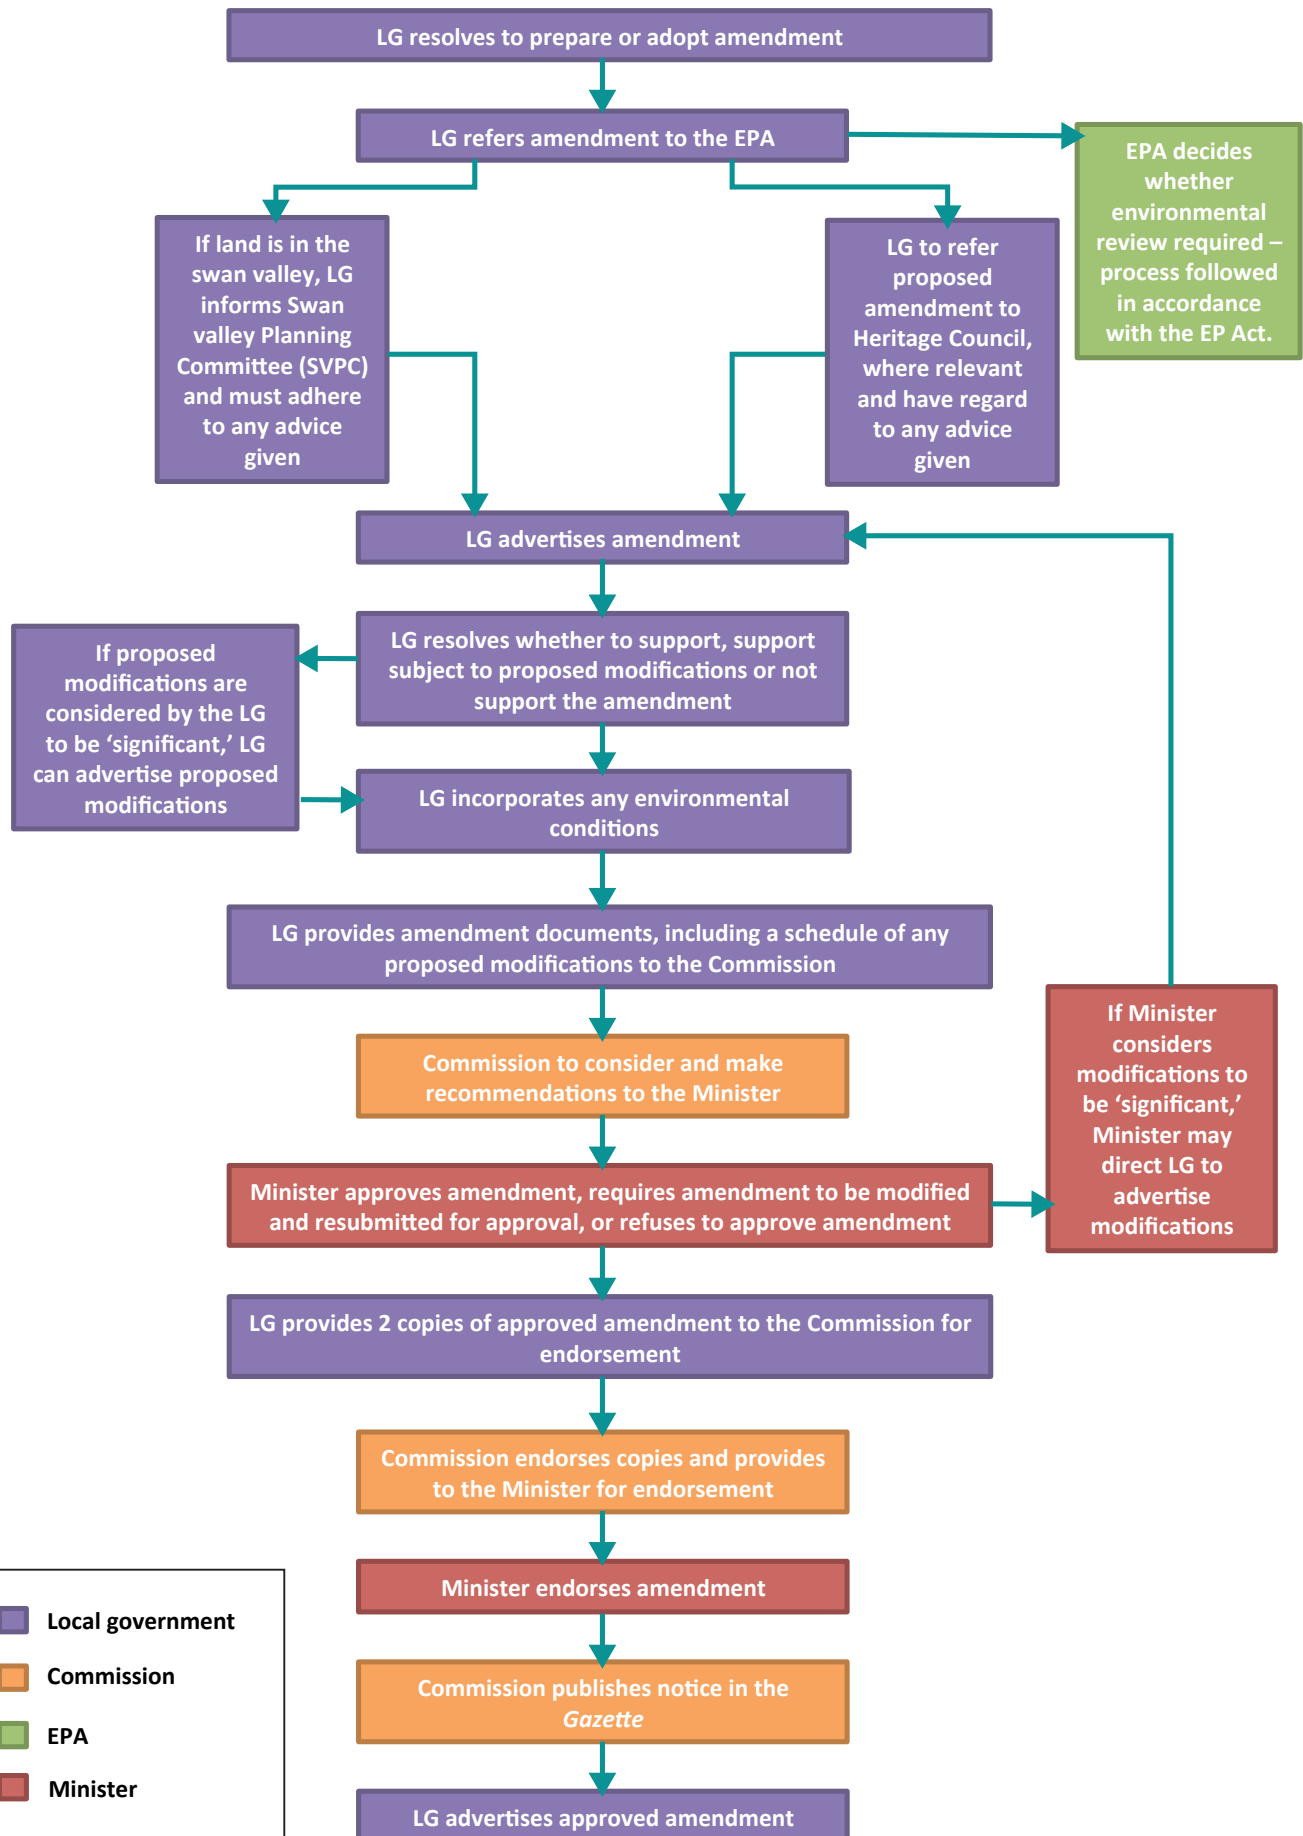 LG resolves to prepare or adopt amendment
LG refers amendment to the EPA
EPA decides
whether
environmental
review required –
process followed
in accordance
with the EP Act.
If land is in the
swan valley, LG
informs Swan
valley Planning
Committee (SVPC)
and must adhere
to any advice
given
LG to refer
proposed
amendment to
Heritage Council,
where relevant
and have regard
to any advice
given
LG advertises amendment
LG resolves whether to support, support
subject to proposed modifications or not
support the amendment
If proposed
modifications are
considered by the LG
to be ‘significant,’ LG
can advertise proposed
modifications
LG incorporates any environmental
conditions
LG provides amendment documents, including a schedule of any
proposed modifications to the Commission
Commission to consider and make
recommendations to the Minister
Minister approves amendment, requires amendment to be modified
and resubmitted for approval, or refuses to approve amendment
If Minister
considers
modifications to
be ‘significant,’
Minister may
direct LG to
advertise
modifications
LG provides 2 copies of approved amendment to the Commission for
endorsement
Commission endorses copies and provides
to the Minister for endorsement
Minister endorses amendment
Commission publishes notice in the
Gazette
LG advertises approved amendment
Local government
Commission
EPA
Minister